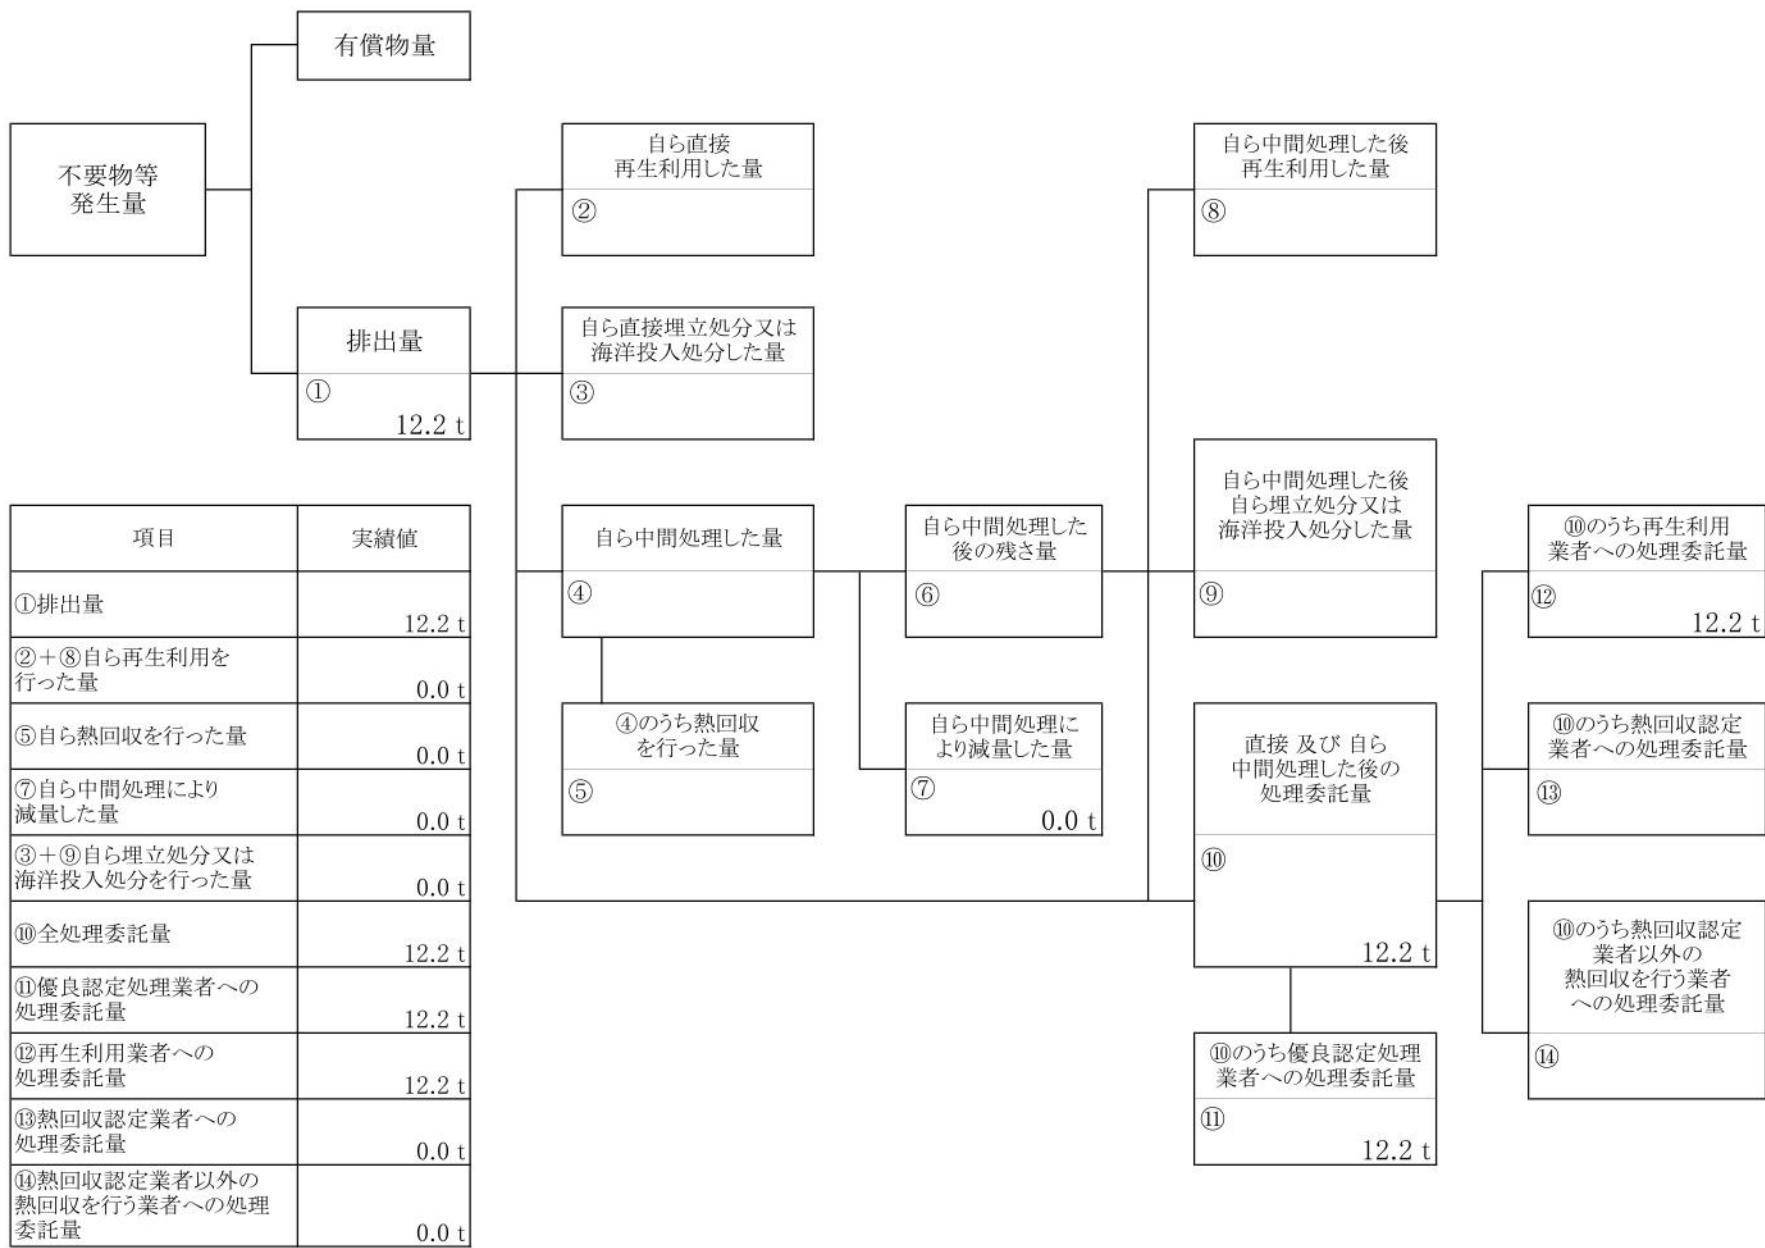 有償物量
不要物等
発生量
排出量
①
12.2 t
自ら直接
再生利用した量
②
自ら直接埋立処分又は
海洋投入処分した量
③
自ら中間処理した量
④
④のうち熱回収
を行った量
⑤
自ら中間処理した
後の残さ量
⑥
自ら中間処理に
より減量した量
⑦
0.0 t
自ら中間処理した後
再生利用した量
⑧
自ら中間処理した後
自ら埋立処分又は
海洋投入処分した量
⑨
直接 及び 自ら
中間処理した後の
処理委託量
⑩
12.2 t
⑩のうち優良認定処理
業者への処理委託量
⑪
12.2 t
⑩のうち再生利用
業者への処理委託量
⑫
12.2 t
⑩のうち熱回収認定
業者への処理委託量
⑬
⑩のうち熱回収認定
業者以外の
熱回収を行う業者
への処理委託量
⑭
項目 実績値
①排出量
12.2 t
②＋⑧自ら再生利用を
行った量
0.0 t
⑤自ら熱回収を行った量
0.0 t
⑦自ら中間処理により
減量した量
0.0 t
③＋⑨自ら埋立処分又は
海洋投入処分を行った量
0.0 t
⑩全処理委託量
12.2 t
⑪優良認定処理業者への
処理委託量
12.2 t
⑫再生利用業者への
処理委託量
12.2 t
⑬熱回収認定業者への
処理委託量
0.0 t
⑭熱回収認定業者以外の
熱回収を行う業者への処理
委託量
0.0 t